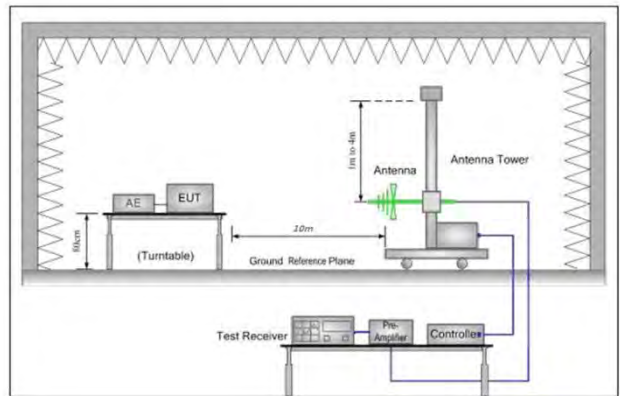 1m to 4m
Antenna
Antenna Tower
AE
EUT
80cm
(Turntable)
10m
Ground Reference Plane
Test Receiver
Pre-
Amplifier
Controller